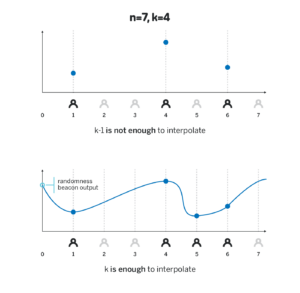 n=7, k=4
0 1 2 3 4 5 6 7
k-1 is not enough to interpolate
randomness
beacon output
0 1 2 3 4 5 6 7
k is enough to interpolate